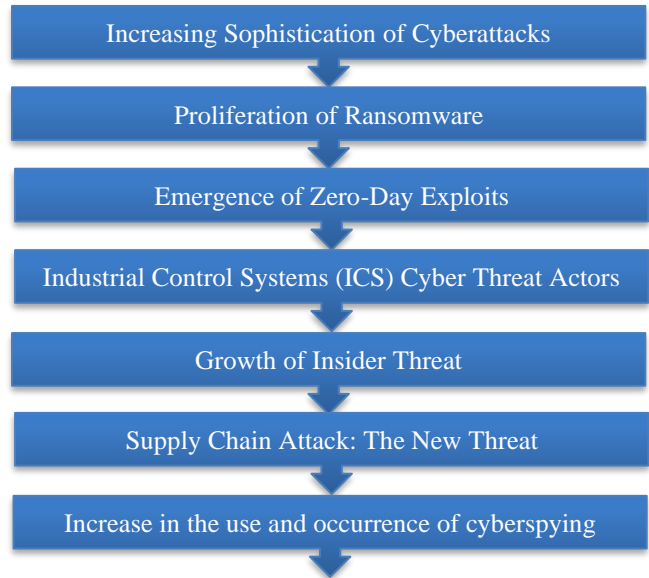 Increasing Sophistication of Cyberattacks
Proliferation of Ransomware
Emergence of Zero-Day Exploits
Industrial Control Systems (ICS) Cyber Threat Actors
Growth of Insider Threat
Supply Chain Attack: The New Threat
Increase in the use and occurrence of cyberspying